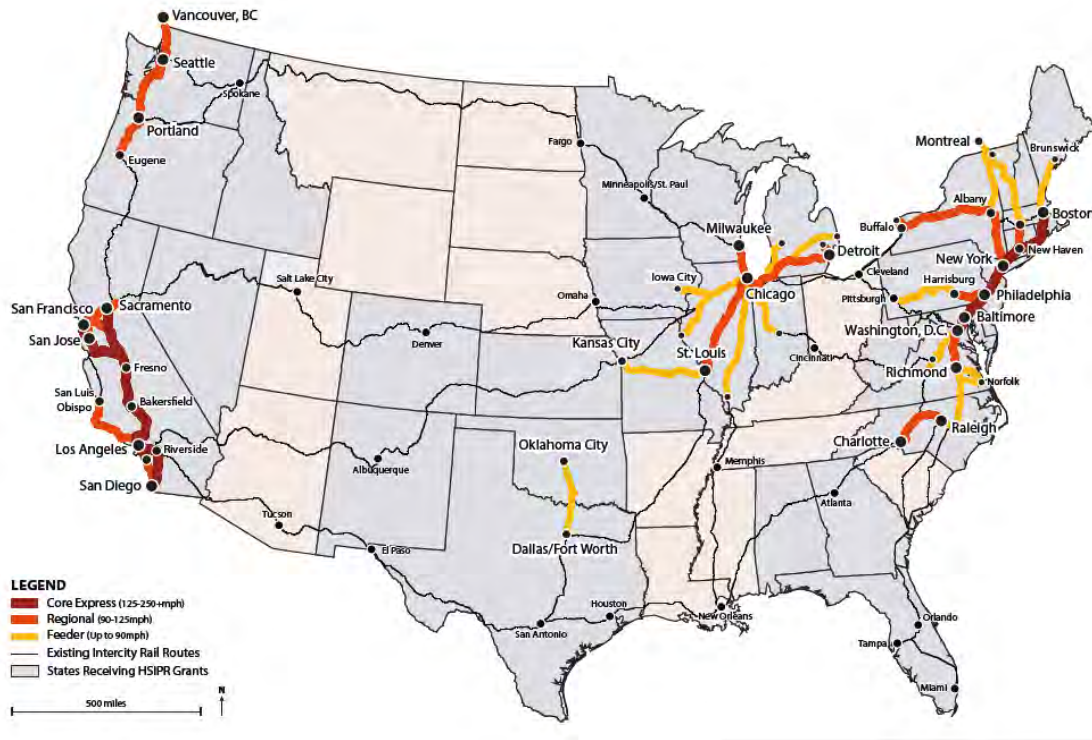 Vancouver, BC
Seattle
Spokane
Portland
Eugene
Fargo
Minneapolis/St. Paul
Montreal
Brunswick
Albany
Boston
Buffalo
New Haven
Milwaukee
Detroit
New York
Cleveland
Harrisburg
Iowa City
Chicago
Pittsburgh
Philadelphia
Salt Lake City
Omaha
Baltimore
San Francisco
Sacramento
Washington, D.C.
San Jose
Denver
Kansas City
St. Louis
Cincinnati
Fresno
Richmond
Norfolk
San Luis,
Obispo
Bakersfield
Raleigh
Charlotte
Los Angeles
Riverside
Oklahoma City
Albuquerque
Memphis
San Diego
Atlanta
Tucson
El Paso
Dallas/Fort Worth
Houston
New Orleans
San Antonio
Orlando
Tampa
Miami
LEGEND
Core Express (125-250+mph)
Regional (90-125mph)
Feeder (Up to 90mph)
Existing Intercity Rail Routes
States Receiving HSIPR Grants
500 miles
N